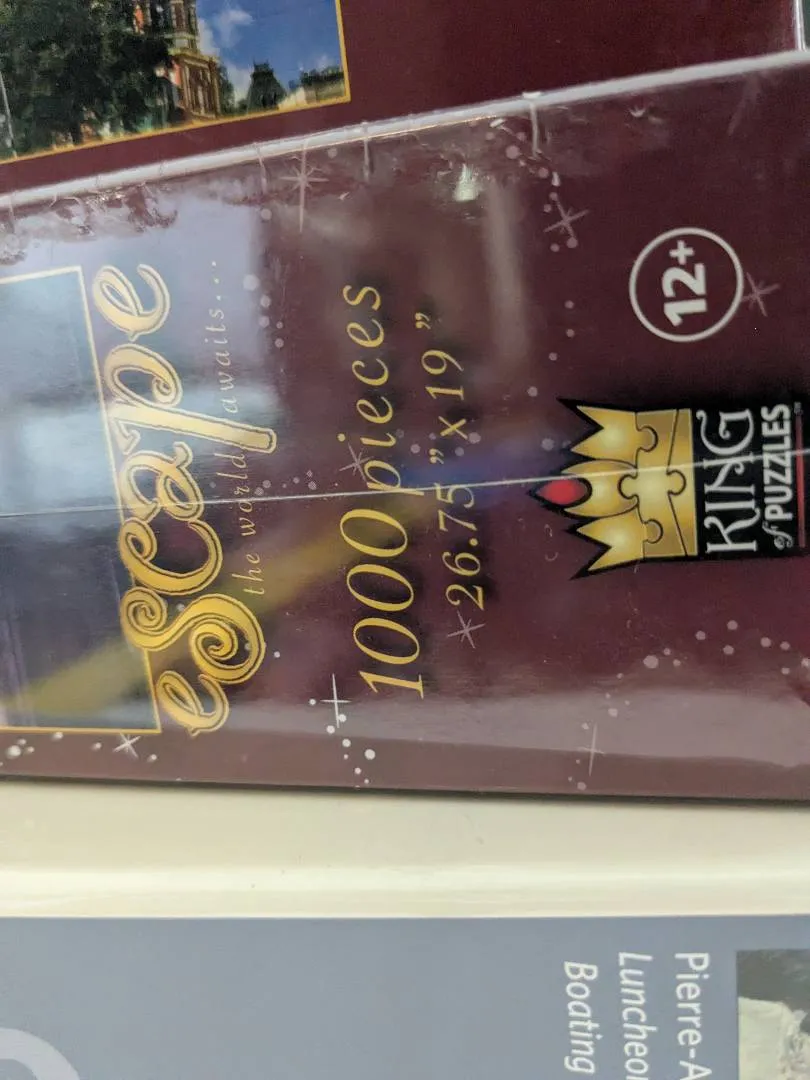 escape
the world awaits...
1000 pieces
26.75" x 19"
12+
KING
of PUZZLES
Pierre-A
Luncheo
Boating